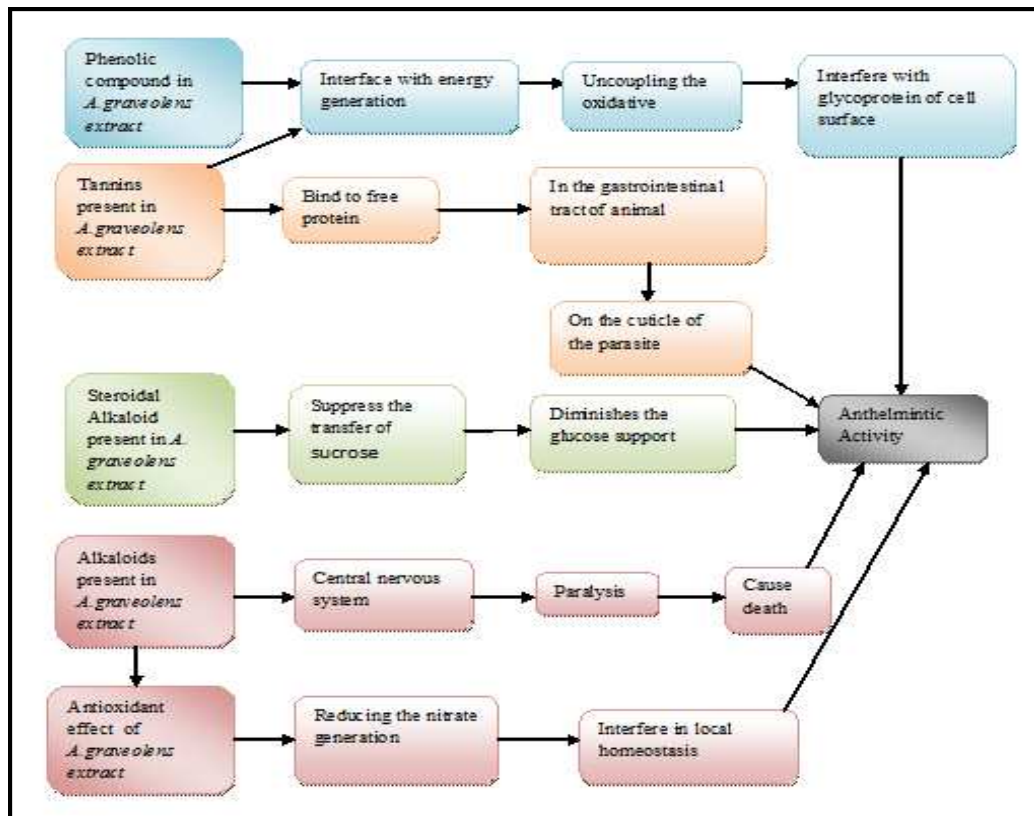 Phenolic
compound in
A.graveolens
extract
Interface with energy
generation
Uncoupling the
oxidative
Interfere with
glycoprotein of cell
surface
Tannins
present in
A.graveolens
extract
Bind to free
protein
In the gastrointestinal
tract of animal
On the cuticle of
the parasite
Steroidal
Alkaloid
present in A.
graveolens
extract
Suppress the
transfer of
sucrose
Diminishes the
glucose support
Anthelmintic
Activity
Alkaloids
present in
A.graveolens
extract
Central nervous
system
Paralysis
Cause
death
Antioxidant
effect of
A.graveolens
extract
Reducing the nitrate
generation
Interfere in local
homeostasis